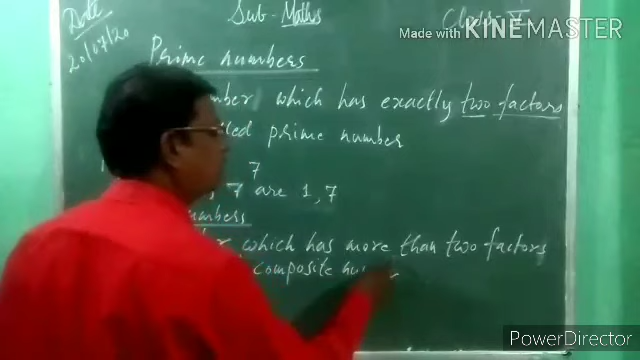 Date
20/07/20
Sub- Maths
Class- V
Made with KINEMASTER
Prime numbers
which has exactly two factors
prime number
7
7 are 1, 7
numbers
which has more than two factors
composite
PowerDirector